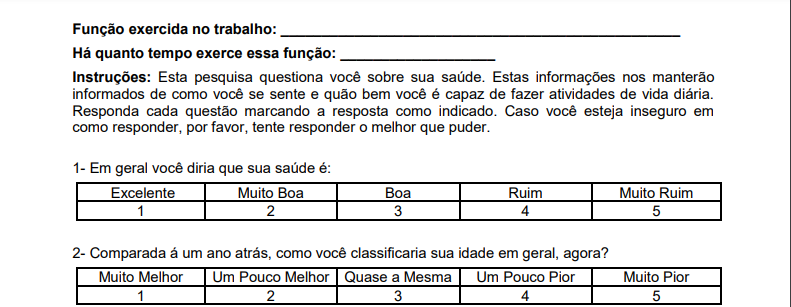 Função exercida no trabalho: ___________________________________________________
Há quanto tempo exerce essa função: ___________________
Instruções: Esta pesquisa questiona você sobre sua saúde. Estas informações nos manterão
informados de como você se sente e quão bem você é capaz de fazer atividades de vida diária.
Responda cada questão marcando a resposta como indicado. Caso você esteja inseguro em
como responder, por favor, tente responder o melhor que puder.
1- Em geral você diria que sua saúde é:
Excelente Muito Boa Boa Ruim Muito Ruim
1 2 3 4 5
2- Comparada á um ano atrás, como você classificaria sua idade em geral, agora?
Muito Melhor Um Pouco Melhor Quase a Mesma Um Pouco Pior Muito Pior
1 2 3 4 5